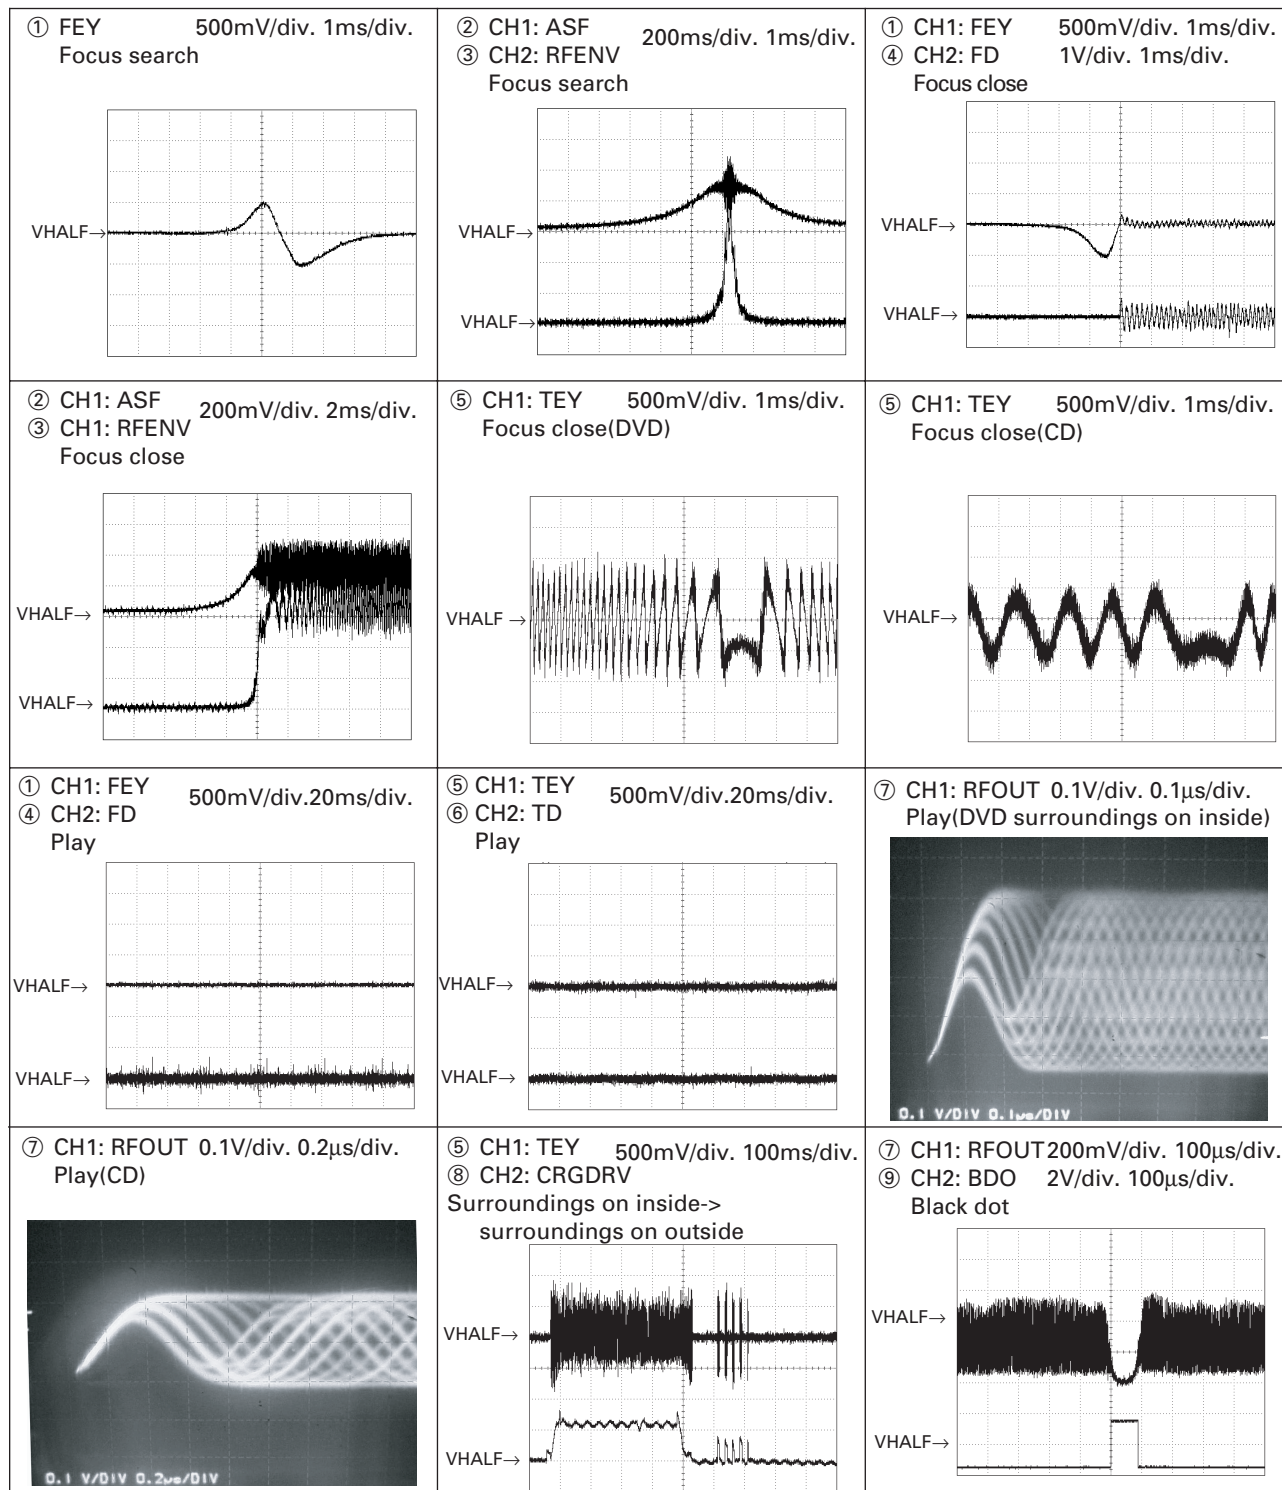 ① FEY 500mV/div. 1ms/div.
Focus search
VHALF→
② CH1: ASF 200ms/div. 1ms/div.
③ CH2: RFENV
Focus search
VHALF→
VHALF→
① CH1: FEY 500mV/div. 1ms/div.
④ CH2: FD 1V/div. 1ms/div.
Focus close
VHALF→
VHALF→
② CH1: ASF 200mV/div. 2ms/div.
③ CH1: RFENV
Focus close
VHALF→
VHALF→
⑤ CH1: TEY 500mV/div. 1ms/div.
Focus close(DVD)
VHALF →
⑤ CH1: TEY 500mV/div. 1ms/div.
Focus close(CD)
VHALF→
① CH1: FEY 500mV/div.20ms/div.
④ CH2: FD
Play
VHALF→
VHALF→
⑤ CH1: TEY 500mV/div.20ms/div.
⑥ CH2: TD
Play
VHALF→
VHALF→
⑦ CH1: RFOUT 0.1V/div. 0.1μs/div.
Play(DVD surroundings on inside)
0.1 V/DIV 0.1μs/DIV
⑦ CH1: RFOUT 0.1V/div. 0.2μs/div.
Play(CD)
0.1 V/DIV 0.2μs/DIV
⑤ CH1: TEY 500mV/div. 100ms/div.
⑧ CH2: CRGDRV
Surroundings on inside->
surroundings on outside
VHALF→
VHALF→
⑦ CH1: RFOUT 200mV/div. 100μs/div.
⑨ CH2: BDO 2V/div. 100μs/div.
Black dot
VHALF→
VHALF→